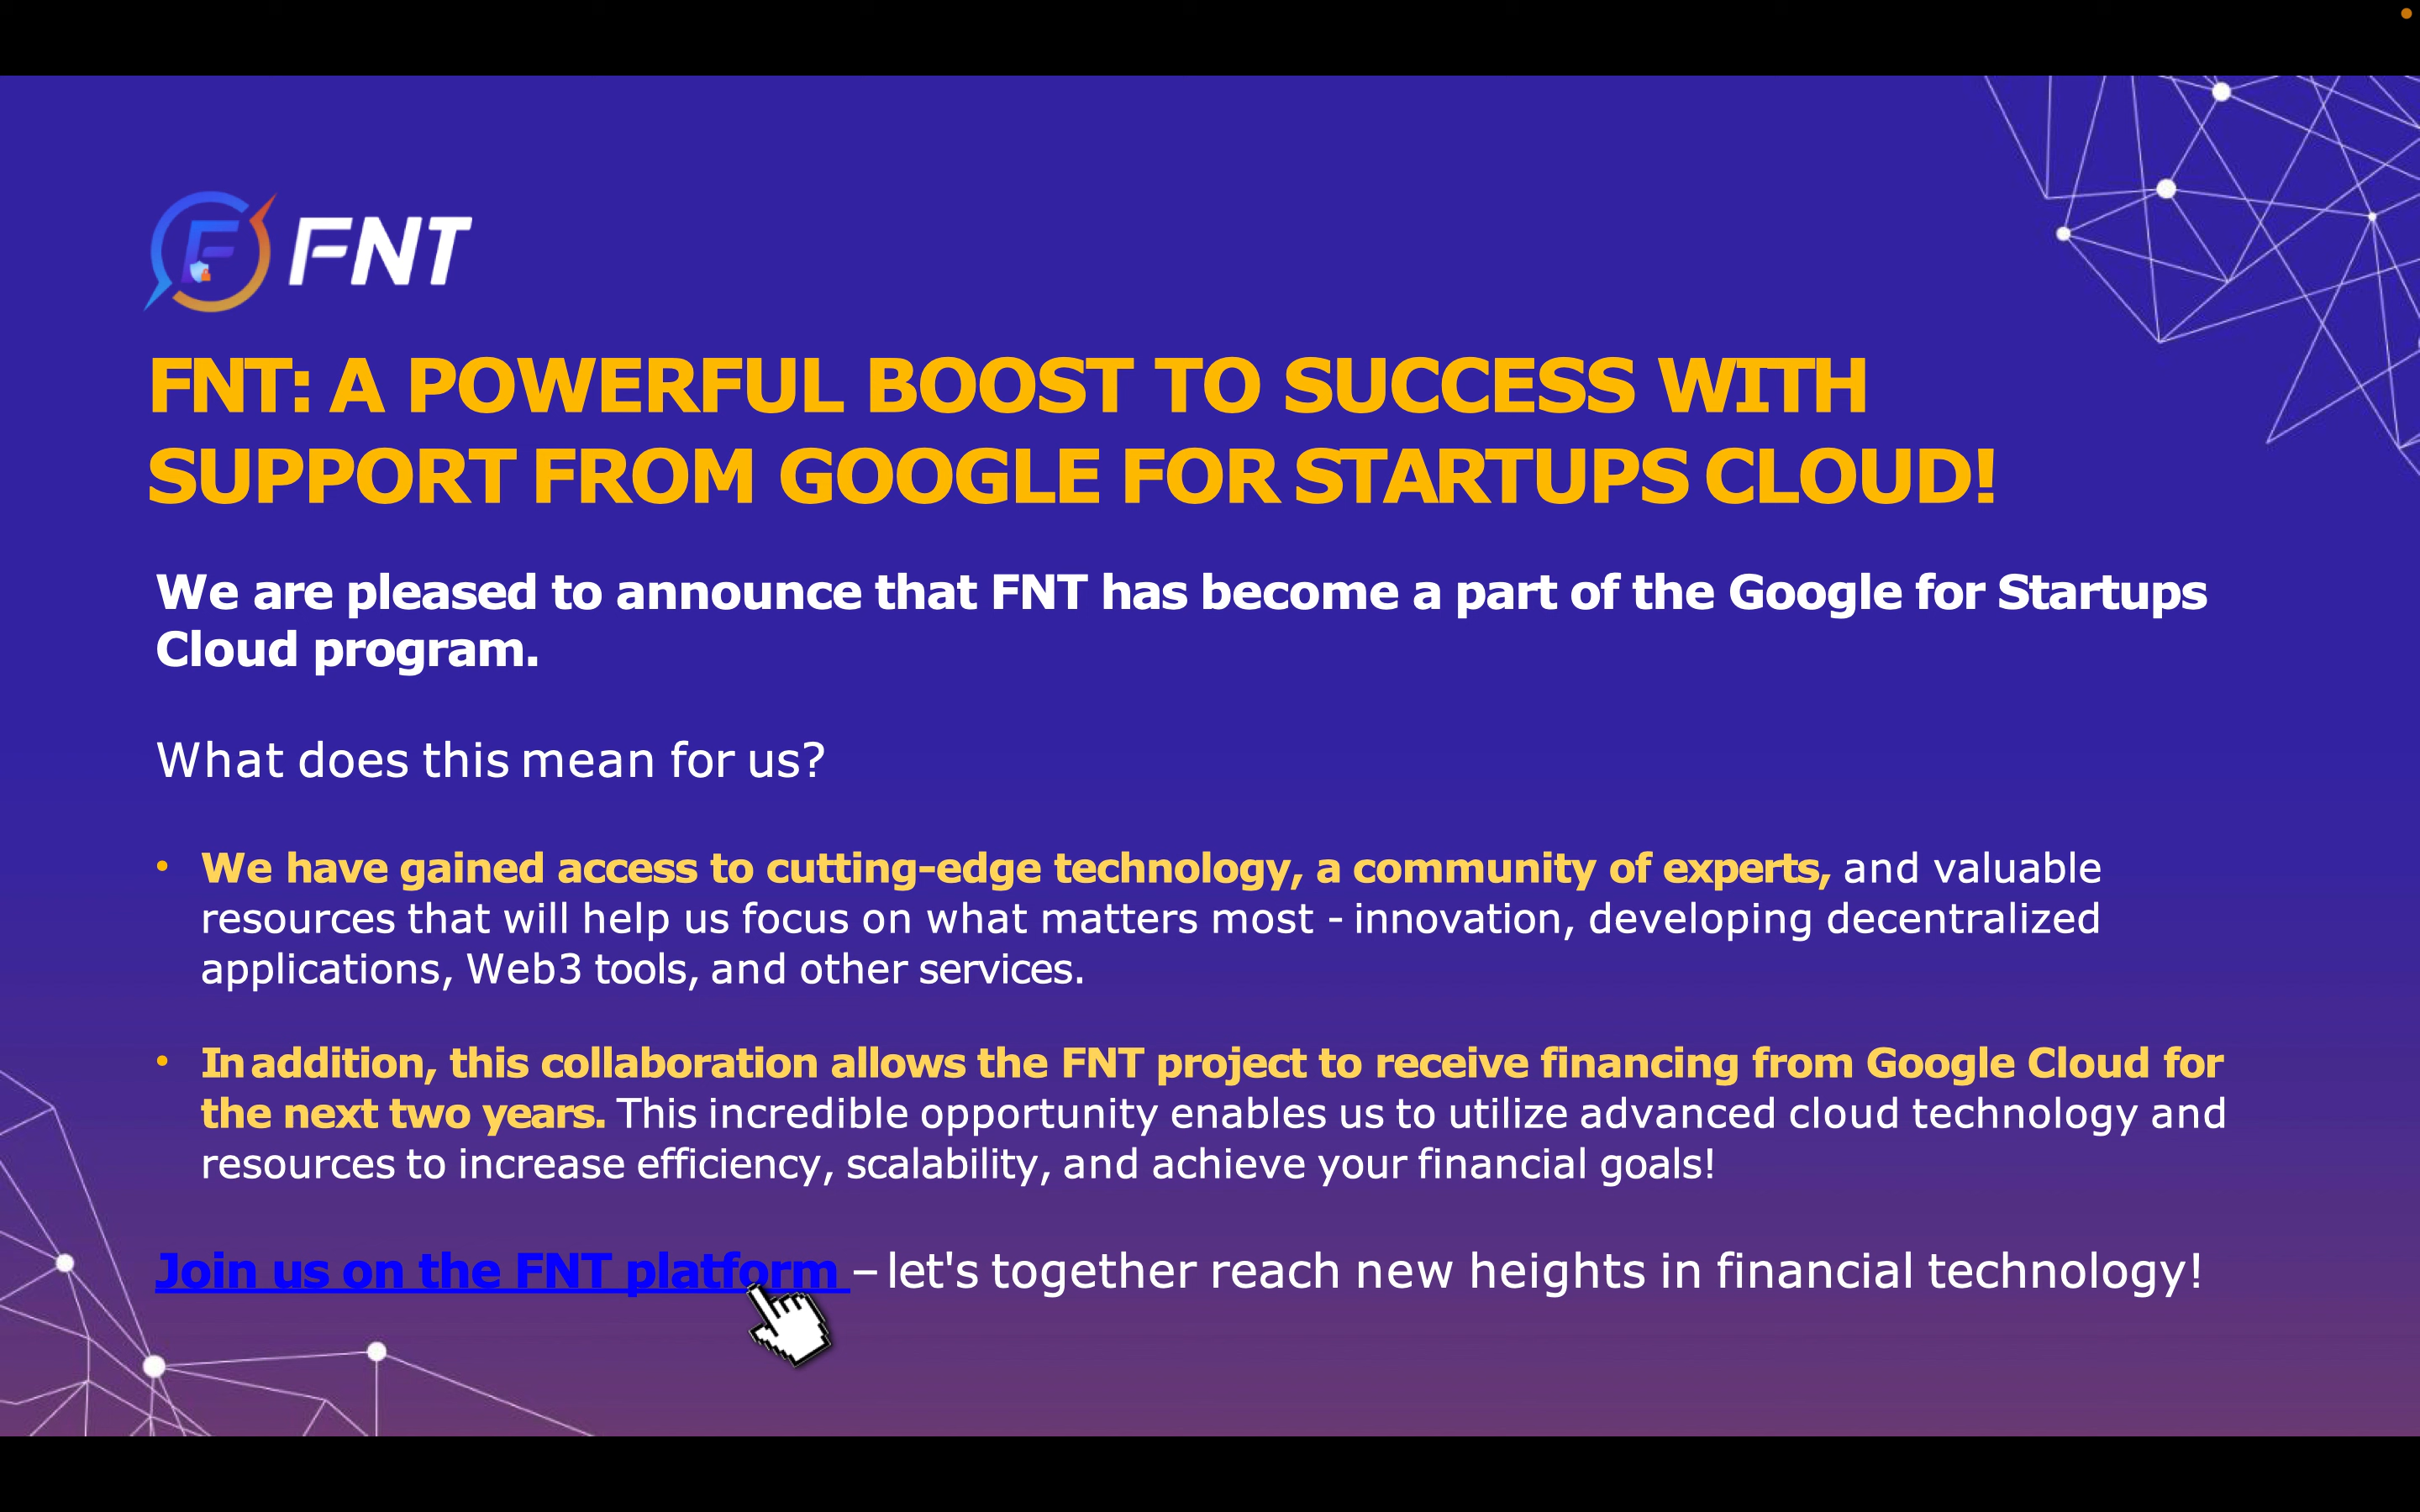 FNT
FNT: A POWERFUL BOOST TO SUCCESS WITH
SUPPORT FROM GOOGLE FOR STARTUPS CLOUD!
We are pleased to announce that FNT has become a part of the Google for Startups
Cloud program.
What does this mean for us?
• We have gained access to cutting-edge technology, a community of experts, and valuable
resources that will help us focus on what matters most - innovation, developing decentralized
applications, Web3 tools, and other services.
• In addition, this collaboration allows the FNT project to receive financing from Google Cloud for
the next two years. This incredible opportunity enables us to utilize advanced cloud technology and
resources to increase efficiency, scalability, and achieve your financial goals!
Join us on the FNT platform – let's together reach new heights in financial technology!